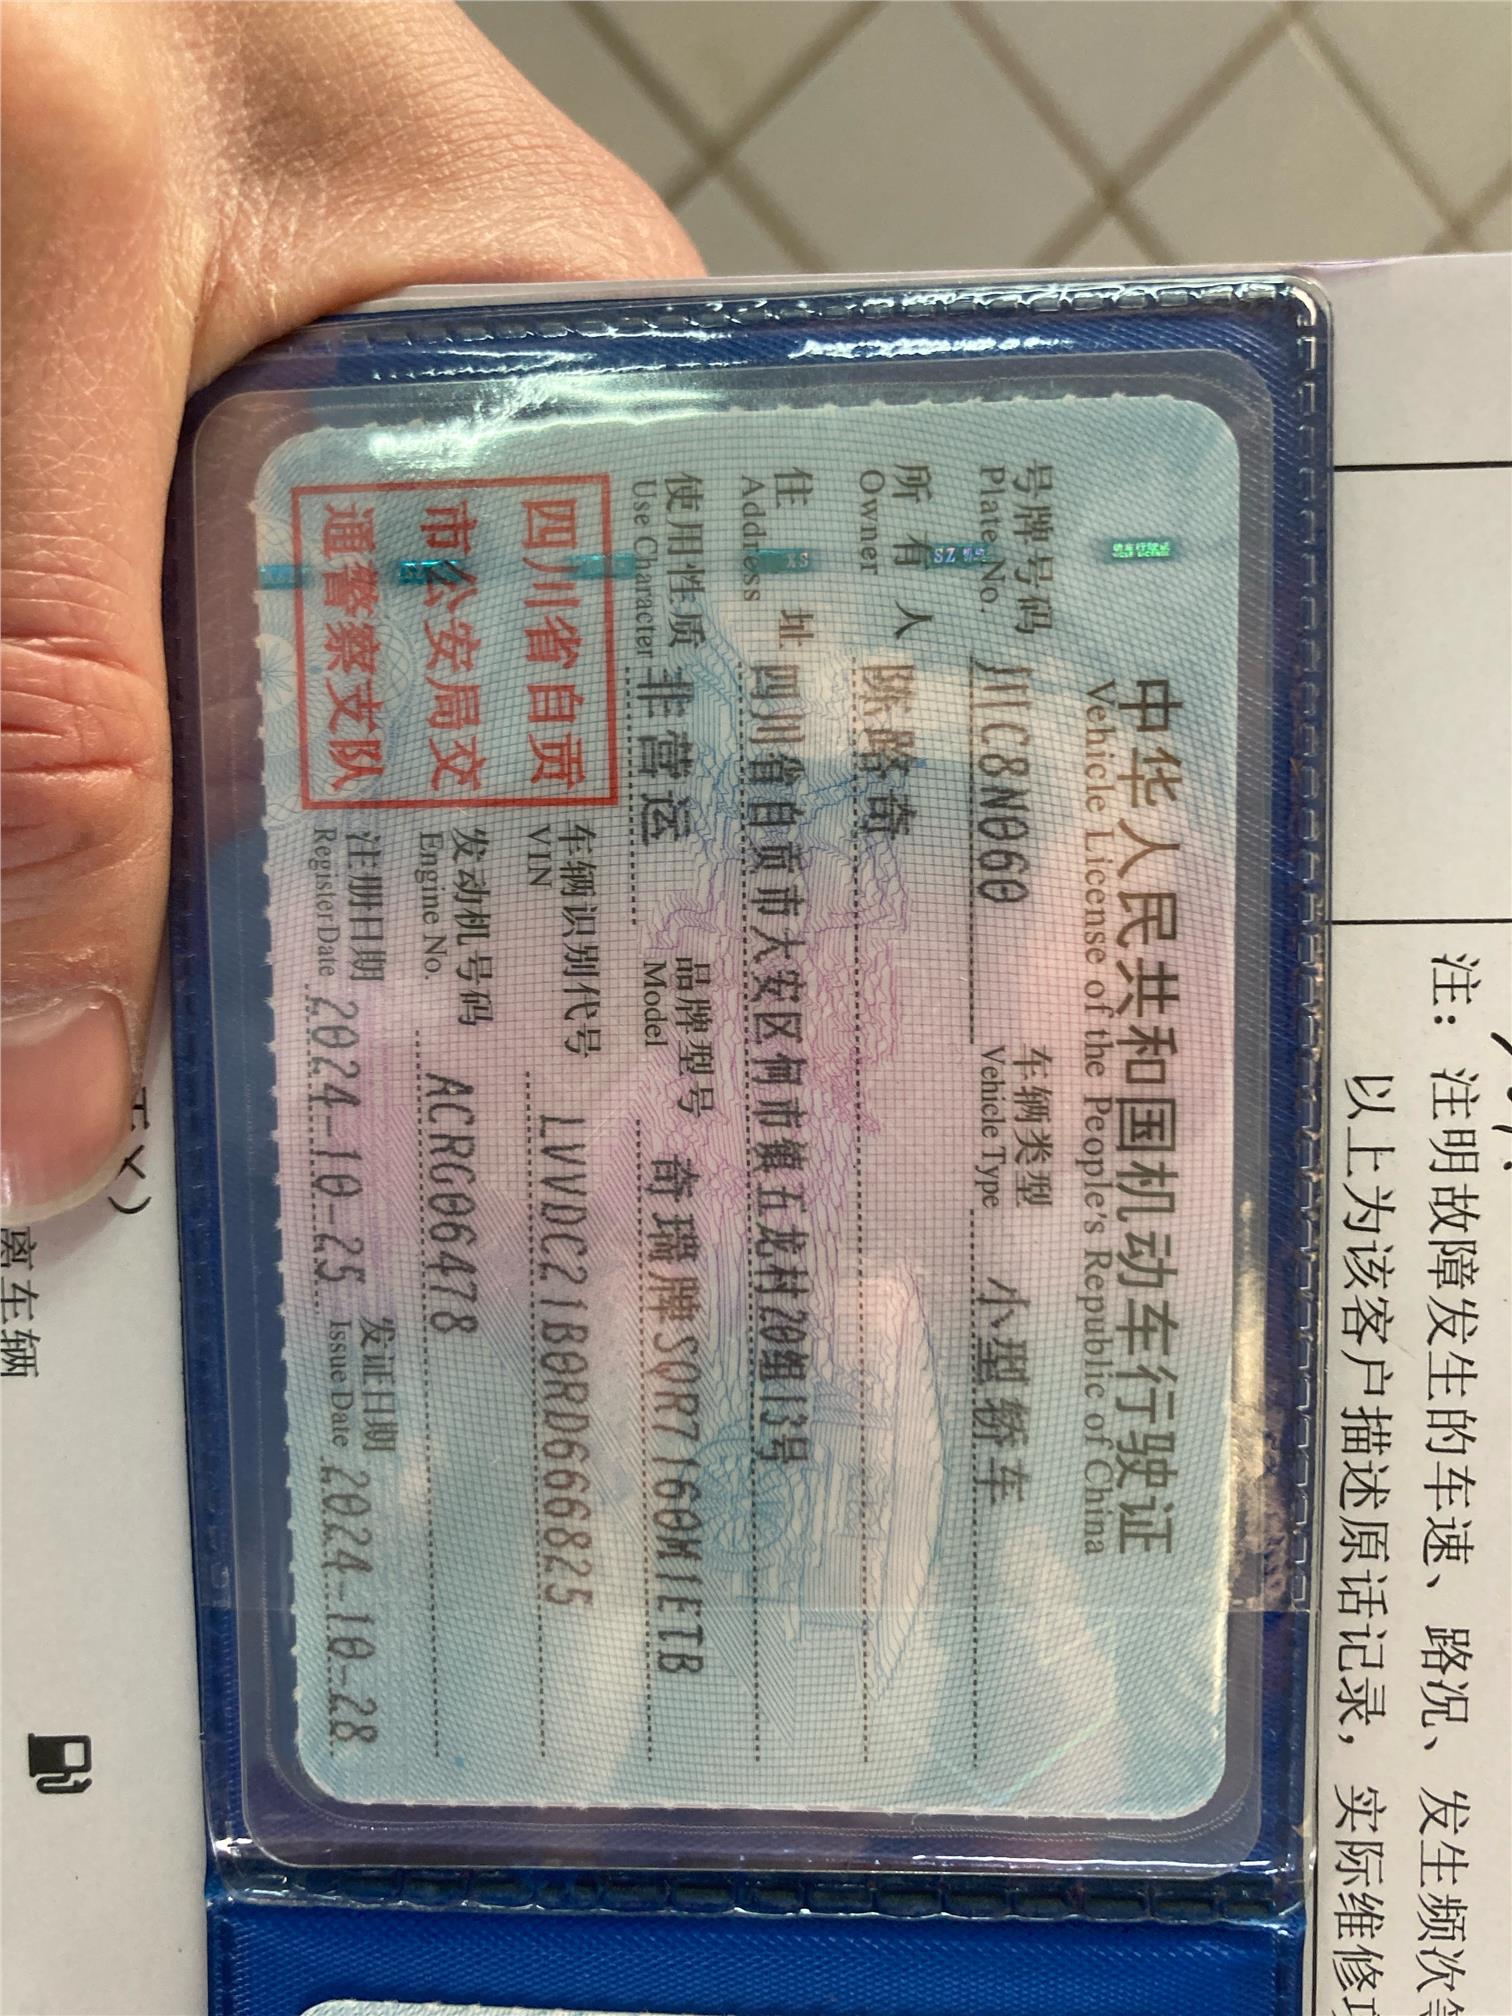 中华人民共和国机动车行驶证
Vehicle License of the People's Republic of China
号牌号码 川C8N060 车辆类型 小型轿车
Plate No. Vehicle Type
所有人 陈路奇
Owner
住址 四川省自贡市大安区何市镇五龙村20组13号
Address
使用性质 非营运 品牌型号 奇瑞牌SQR7160M1ETB
Use Character Model
四川省自贡
市公安局交
通警察支队
车辆识别代号 LVVDC21B0RD666825
VIN
发动机号码 ACRG06478
Engine No.
注册日期 2024-10-25 发证日期 2024-10-28
Register Date Issue Date
注：注明故障发生的车速、路况、发生频次
以上为该客户描述原话记录，实际维修
离车辆